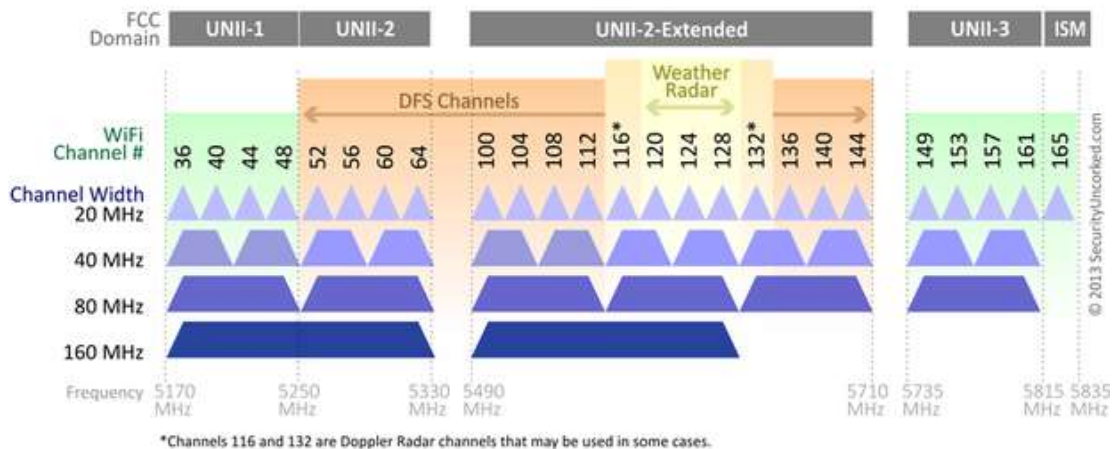 FCC Domain UNII-1 UNII-2 UNII-2-Extended UNII-3 ISM
Weather Radar
DFS Channels
WiFi Channel # 36 40 44 48 52 56 60 64 100 104 108 112 116* 120 124 128 132* 136 140 144 149 153 157 161 165
Channel Width
20 MHz
40 MHz
80 MHz
160 MHz
Frequency 5170 MHz 5250 MHz 5330 MHz 5490 MHz 5710 MHz 5735 MHz 5815 MHz 5835 MHz
*Channels 116 and 132 are Doppler Radar channels that may be used in some cases.
© 2013 SecurityUncorked.com